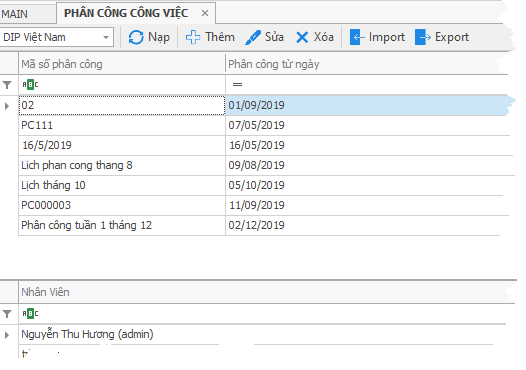 MAIN PHÂN CÔNG CÔNG VIỆC ×
DIP Việt Nam Nạp Thêm Sửa Xóa Import Export
Mã số phân công Phân công từ ngày
ABC =
02 01/09/2019
PC111 07/05/2019
16/5/2019 16/05/2019
Lich phan cong thang 8 09/08/2019
Lịch tháng 10 05/10/2019
PC000003 11/09/2019
Phân công tuần 1 tháng 12 02/12/2019
Nhân Viên
ABC
Nguyễn Thu Hương (admin)